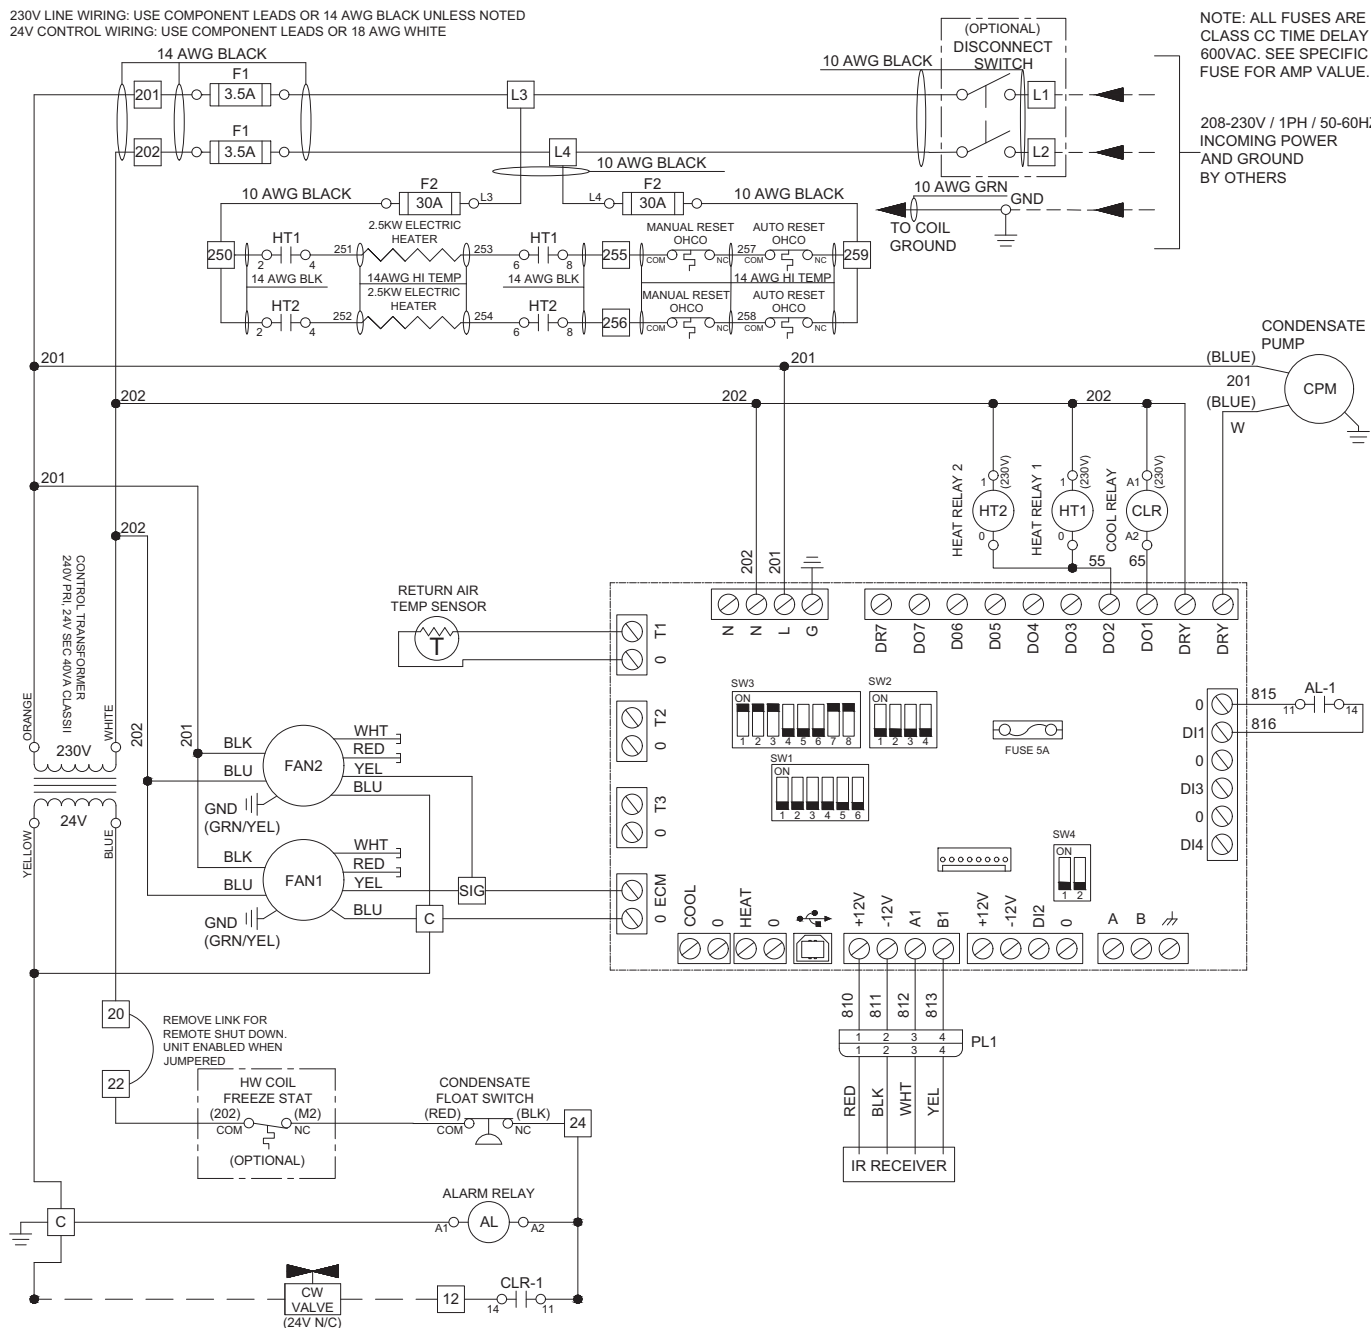 230V LINE WIRING: USE COMPONENT LEADS OR 14 AWG BLACK UNLESS NOTED
24V CONTROL WIRING: USE COMPONENT LEADS OR 18 AWG WHITE
NOTE: ALL FUSES ARE
CLASS CC TIME DELAY
600VAC. SEE SPECIFIC
FUSE FOR AMP VALUE.
(OPTIONAL)
DISCONNECT
SWITCH
14 AWG BLACK
10 AWG BLACK
201
F1
3.5A
L3
L1
202
F1
3.5A
L4
L2
208-230V / 1PH / 50-60HZ
INCOMING POWER
AND GROUND
BY OTHERS
10 AWG BLACK
10 AWG BLACK
F2
30A
L3
L4
F2
30A
10 AWG BLACK
10 AWG GRN
GND
TO COIL
GROUND
2.5KW ELECTRIC
HEATER
MANUAL RESET
OHCO
AUTO RESET
OHCO
250
HT1
2
4
251
253
HT1
6
8
255
COM
NC
257
COM
NC
259
14 AWG BLK
14AWG HI TEMP
14 AWG BLK
14 AWG HI TEMP
2.5KW ELECTRIC
HEATER
MANUAL RESET
OHCO
AUTO RESET
OHCO
HT2
2
4
252
254
HT2
6
8
256
COM
NC
258
COM
NC
CONDENSATE
PUMP
201
201
(BLUE)
201
(BLUE)
W
CPM
202
202
202
HEAT RELAY 2
1
(230V)
HT2
0
HEAT RELAY 1
1
(230V)
HT1
0
COOL RELAY
A1
(230V)
CLR
A2
55
65
201
202
202
201
CONTROL TRANSFORMER
240V PRI, 24V SEC 40VA CLASSII
ORANGE
WHITE
202
201
230V
24V
YELLOW
BLUE
RETURN AIR
TEMP SENSOR
T
T1
0
T2
0
T3
0
ECM
0
N
N
L
G
DR7
DO7
D06
D05
DO4
DO3
DO2
DO1
DRY
DRY
SW3
ON
1 2 3 4 5 6 7 8
SW2
ON
1 2 3 4
SW1
ON
1 2 3 4 5 6
FUSE 5A
SW4
ON
1 2
0
DI1
0
DI3
0
DI4
815
816
AL-1
11
14
BLK
BLU
GND
(GRN/YEL)
FAN2
WHT
RED
YEL
BLU
BLK
BLU
GND
(GRN/YEL)
FAN1
WHT
RED
YEL
BLU
SIG
C
COOL
0
HEAT
0
+12V
-12V
A1
B1
+12V
-12V
DI2
0
A
B
810
811
812
813
1 2 3 4
1 2 3 4
PL1
RED
BLK
WHT
YEL
IR RECEIVER
20
REMOVE LINK FOR
REMOTE SHUT DOWN.
UNIT ENABLED WHEN
JUMPERED
22
HW COIL
FREEZE STAT
(202)
COM
(M2)
NC
(OPTIONAL)
CONDENSATE
FLOAT SWITCH
(RED)
COM
(BLK)
NC
24
ALARM RELAY
C
A1
AL
A2
CW
VALVE
(24V N/C)
12
CLR-1
14
11